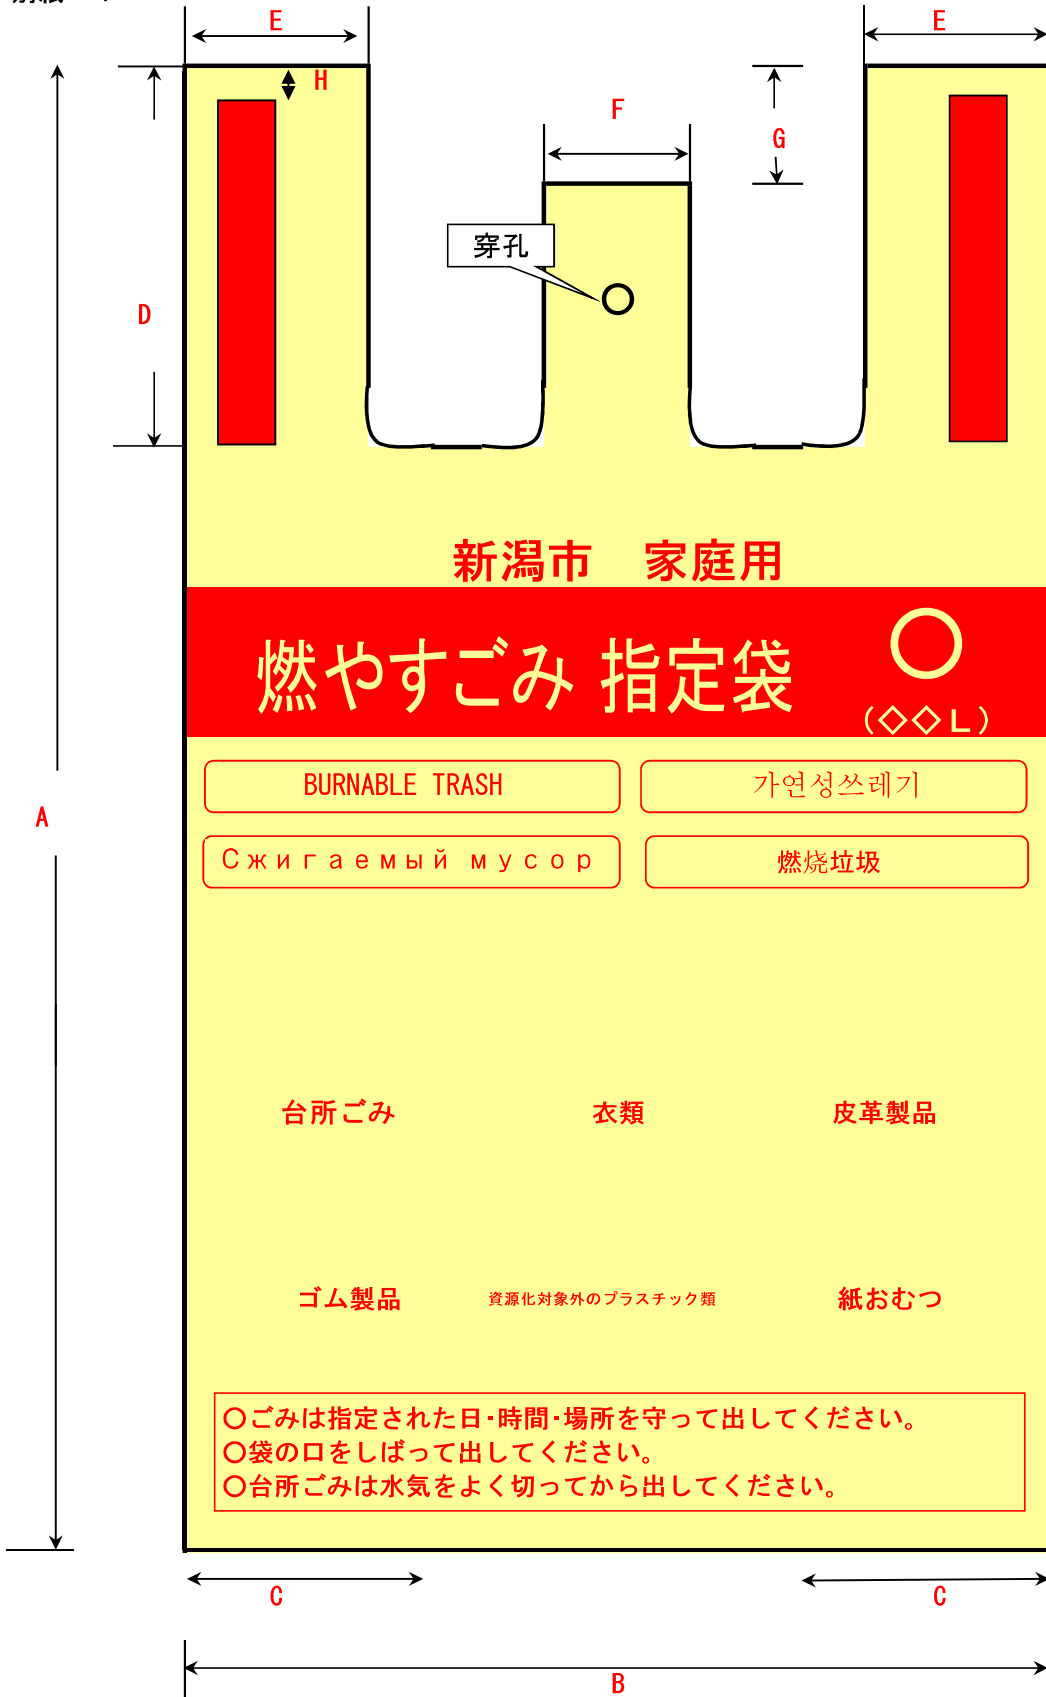 E
E
H
F
G
穿孔
D
新潟市　家庭用
燃やすごみ 指定袋
○
(◇◇L)
BURNABLE TRASH
가연성쓰레기
Сжигаемый мусор
燃烧垃圾
A
台所ごみ
衣類
皮革製品
ゴム製品
資源化対象外のプラスチック類
紙おむつ
○ごみは指定された日・時間・場所を守って出してください。
○袋の口をしばって出してください。
○台所ごみは水気をよく切ってから出してください。
C
C
B